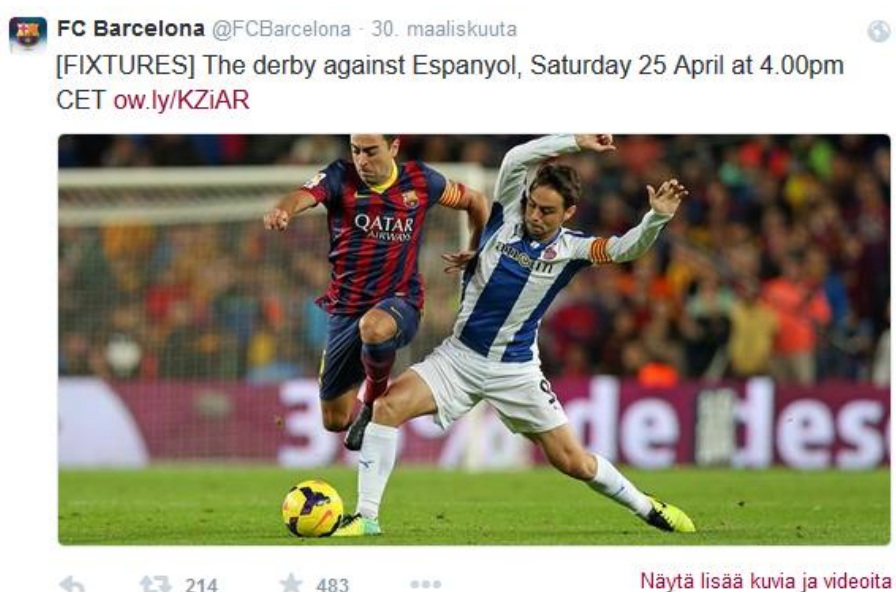 FC Barcelona @FCBarcelona · 30. maaliskuuta
[FIXTURES] The derby against Espanyol, Saturday 25 April at 4.00pm
CET ow.ly/KZiAR
QATAR
AIRWAYS
9
de des
214 483
Näytä lisää kuvia ja videoita